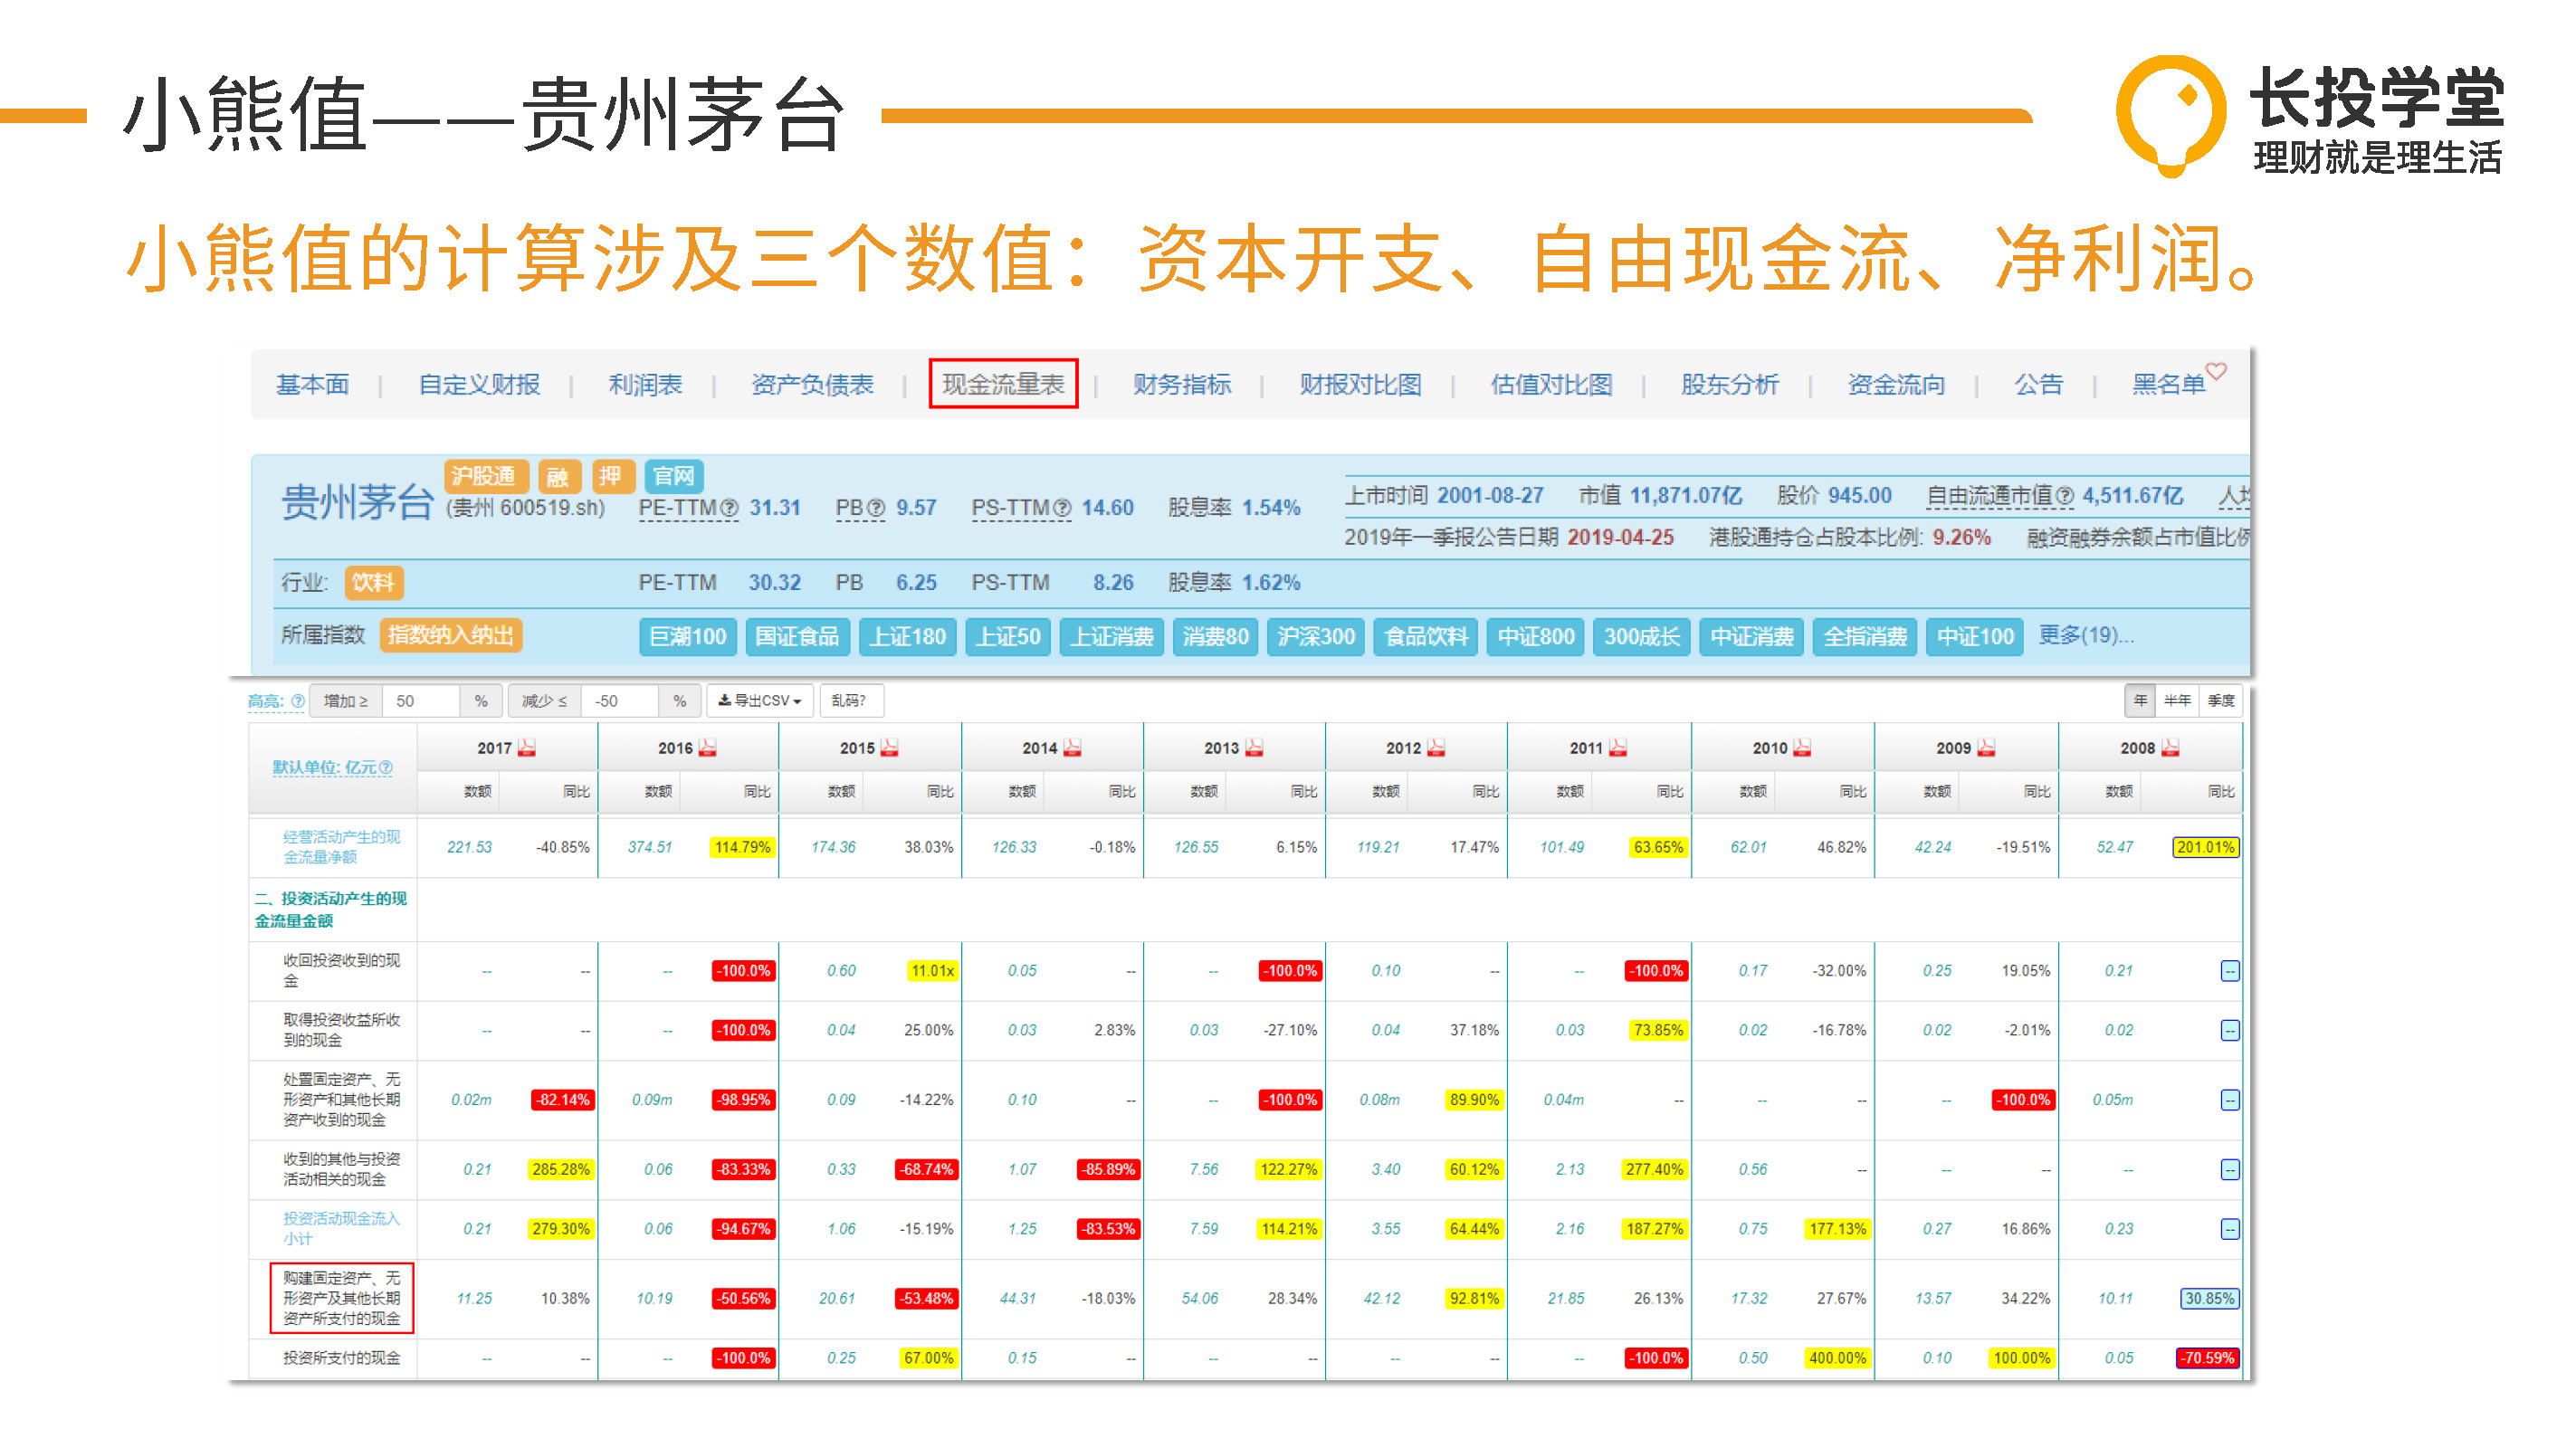 小熊值——贵州茅台
长投学堂
理财就是理生活
小熊值的计算涉及三个数值：资本开支、自由现金流、净利润。
基本面 | 自定义财报 | 利润表 | 资产负债表 | 现金流量表 | 财务指标 | 财报对比图 | 估值对比图 | 股东分析 | 资金流向 | 公告 | 黑名单
贵州茅台 沪股通 融 押 官网
(贵州 600519.sh) PE-TTM 31.31 PB 9.57 PS-TTM 14.60 股息率 1.54%
上市时间 2001-08-27 市值 11,871.07亿 股价 945.00 自由流通市值 4,511.67亿
2019年一季报公告日期 2019-04-25 港股通持仓占股本比例: 9.26% 融资融券余额占市值比例
行业: 饮料 PE-TTM 30.32 PB 6.25 PS-TTM 8.26 股息率 1.62%
所属指数 指数纳入纳出 巨潮100 国证食品 上证180 上证50 上证消费 消费80 沪深300 食品饮料 中证800 300成长 中证消费 全指消费 中证100 更多(19)...
高亮: 增加 ≥ 50 % 减少 ≤ -50 % 导出CSV 乱码? 年 半年 季度
默认单位: 亿元 2017 2016 2015 2014 2013 2012 2011 2010 2009 2008
数额 同比 数额 同比 数额 同比 数额 同比 数额 同比 数额 同比 数额 同比 数额 同比 数额 同比 数额 同比
经营活动产生的现
金流量净额
221.53 -40.85% 374.51 114.79% 174.36 38.03% 126.33 -0.18% 126.55 6.15% 119.21 17.47% 101.49 63.65% 62.01 46.82% 42.24 -19.51% 52.47 201.01%
二、投资活动产生的现
金流量金额
收回投资收到的现
金
-- -- -- -100.0% 0.60 11.01x 0.05 -- -- -100.0% 0.10 -- -- -100.0% 0.17 -32.00% 0.25 19.05% 0.21 --
取得投资收益所收
到的现金
-- -- -- -100.0% 0.04 25.00% 0.03 2.83% 0.03 -27.10% 0.04 37.18% 0.03 73.85% 0.02 -16.78% 0.02 -2.01% 0.02 --
处置固定资产、无
形资产和其他长期
资产收到的现金
0.02m -82.14% 0.09m -98.95% 0.09 -14.22% 0.10 -- -- -100.0% 0.08m 89.90% 0.04m -- -- -- -- -100.0% 0.05m --
收到的其他与投资
活动相关的现金
0.21 285.28% 0.06 -83.33% 0.33 -68.74% 1.07 -85.89% 7.56 122.27% 3.40 60.12% 2.13 277.40% 0.56 -- -- -- -- --
投资活动现金流入
小计
0.21 279.30% 0.06 -94.67% 1.06 -15.19% 1.25 -83.53% 7.59 114.21% 3.55 64.44% 2.16 187.27% 0.75 177.13% 0.27 16.86% 0.23 --
购建固定资产、无
形资产及其他长期
资产所支付的现金
11.25 10.38% 10.19 -50.56% 20.61 -53.48% 44.31 -18.03% 54.06 28.34% 42.12 92.81% 21.85 26.13% 17.32 27.67% 13.57 34.22% 10.11 30.85%
投资所支付的现金 -- -- -- -100.0% 0.25 67.00% 0.15 -- -- -- -- -- -- -100.0% 0.50 400.00% 0.10 100.00% 0.05 -70.59%